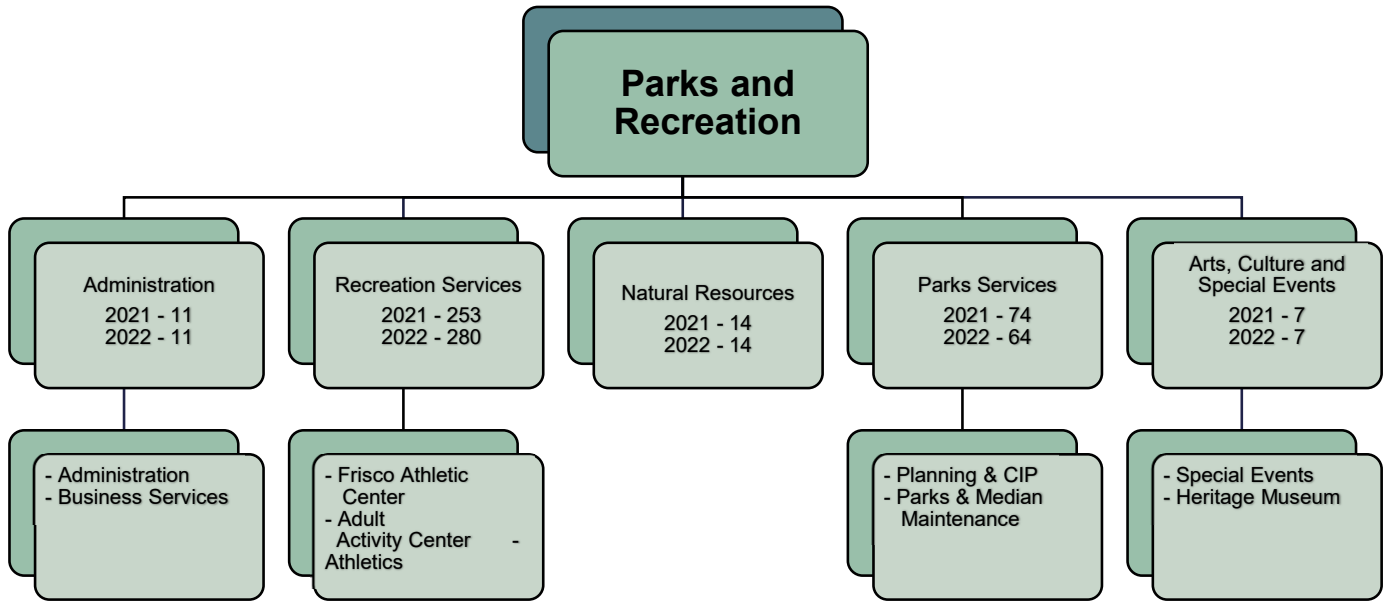 Parks and
Recreation
Administration
2021 - 11
2022 - 11
Recreation Services
2021 - 253
2022 - 280
Natural Resources
2021 - 14
2022 - 14
Parks Services
2021 - 74
2022 - 64
Arts, Culture and
Special Events
2021 - 7
2022 - 7
- Administration
- Business Services
- Frisco Athletic
Center
- Adult
Activity Center -
Athletics
- Planning & CIP
- Parks & Median
Maintenance
- Special Events
- Heritage Museum